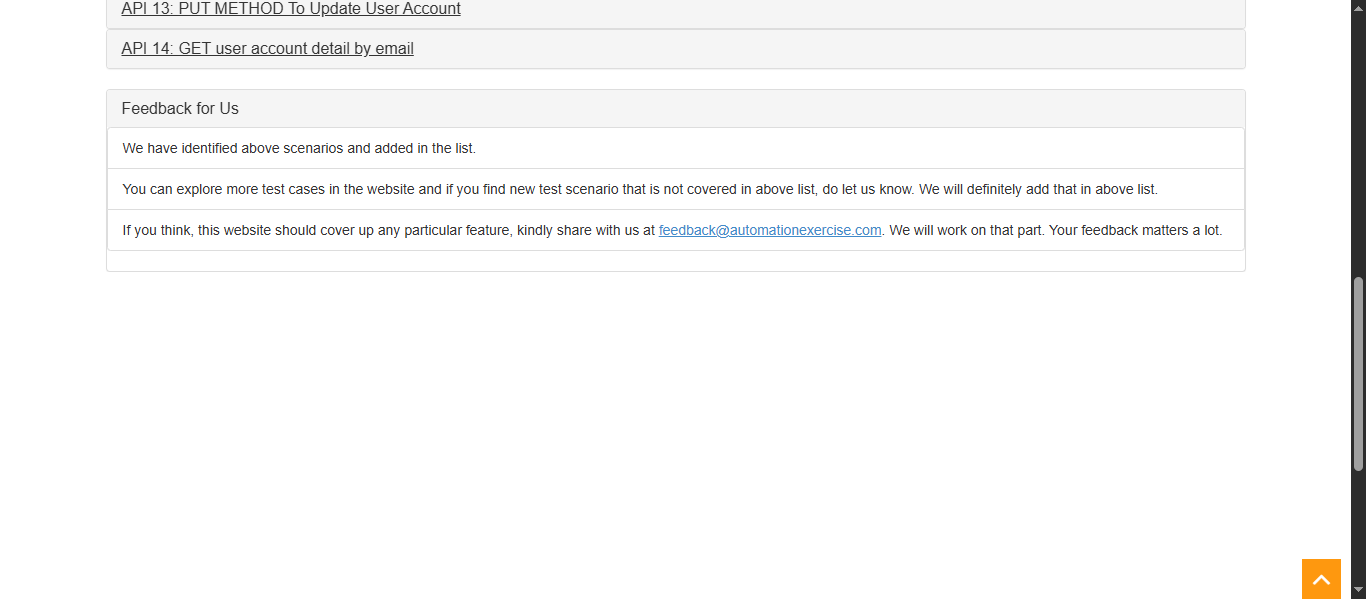 API 13: PUT METHOD To Update User Account
API 14: GET user account detail by email
Feedback for Us
We have identified above scenarios and added in the list.
You can explore more test cases in the website and if you find new test scenario that is not covered in above list, do let us know. We will definitely add that in above list.
If you think, this website should cover up any particular feature, kindly share with us at feedback@automationexercise.com. We will work on that part. Your feedback matters a lot.